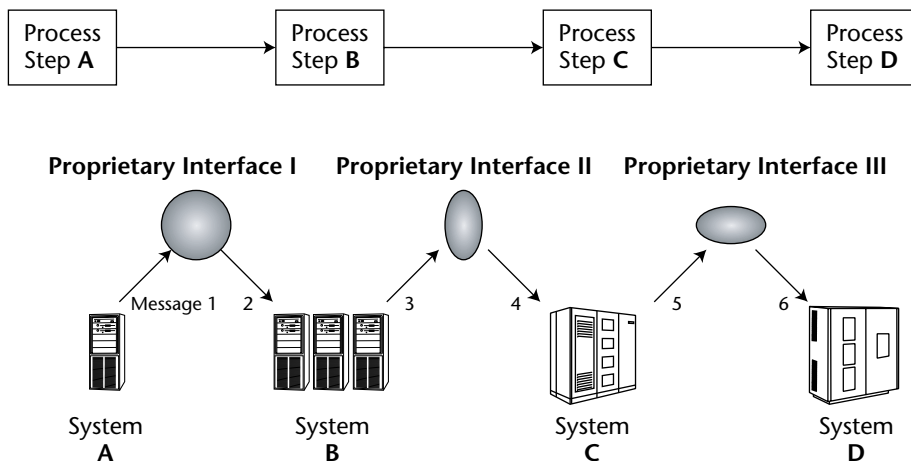 Process
Step A
Process
Step B
Process
Step C
Process
Step D
Proprietary Interface I
Proprietary Interface II
Proprietary Interface III
Message 1
2
3
4
5
6
System
A
System
B
System
C
System
D